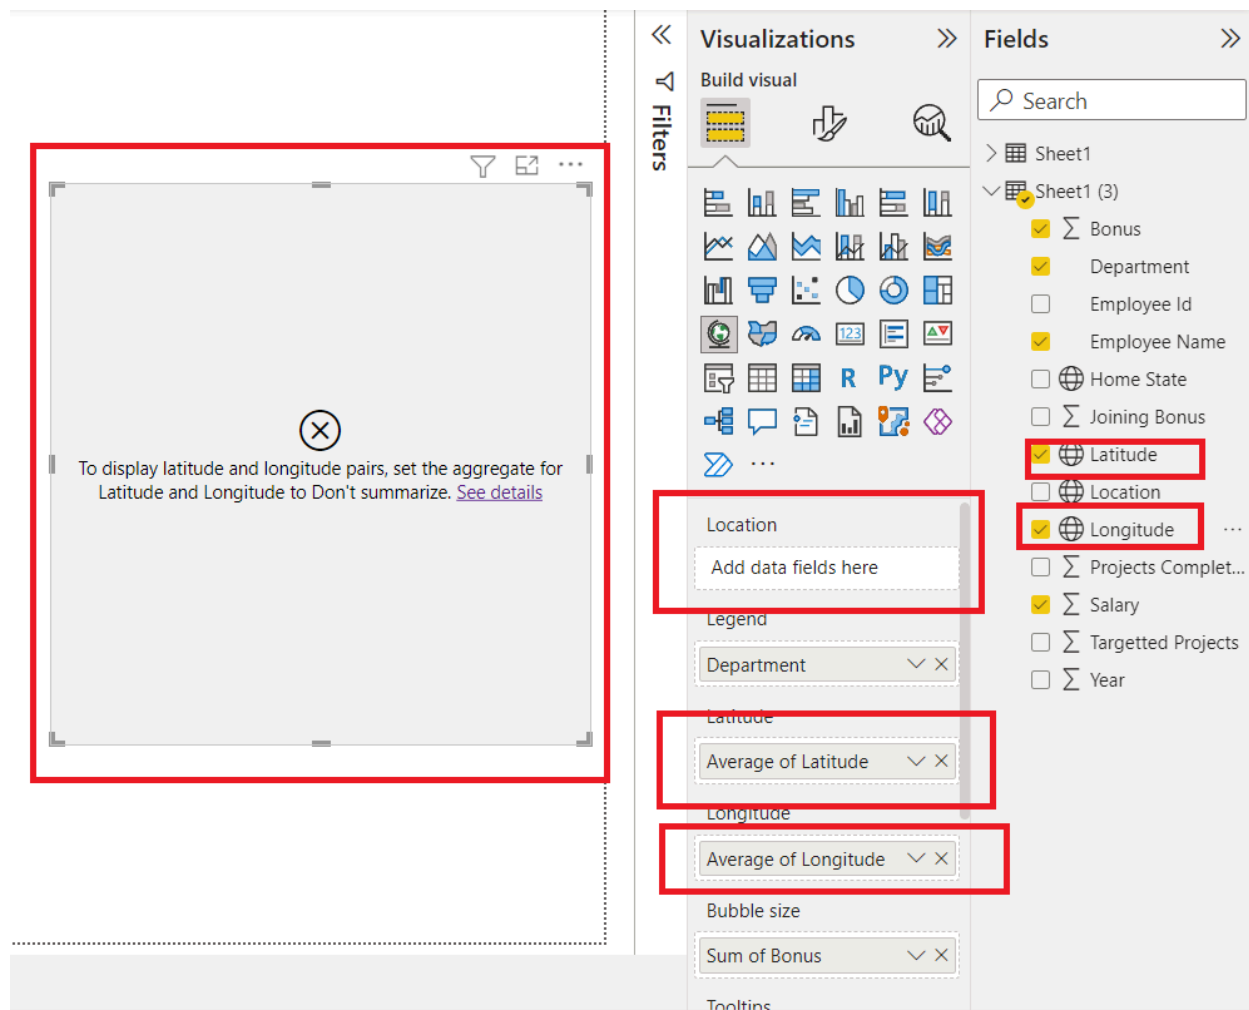 To display latitude and longitude pairs, set the aggregate for
Latitude and Longitude to Don't summarize. See details
Filters
Visualizations
Build visual
123
R
Py
Location
Add data fields here
Legend
Department
Latitude
Average of Latitude
Longitude
Average of Longitude
Bubble size
Sum of Bonus
Tooltips
Fields
Search
Sheet1
Sheet1 (3)
Bonus
Department
Employee Id
Employee Name
Home State
Joining Bonus
Latitude
Location
Longitude
Projects Complet...
Salary
Targetted Projects
Year